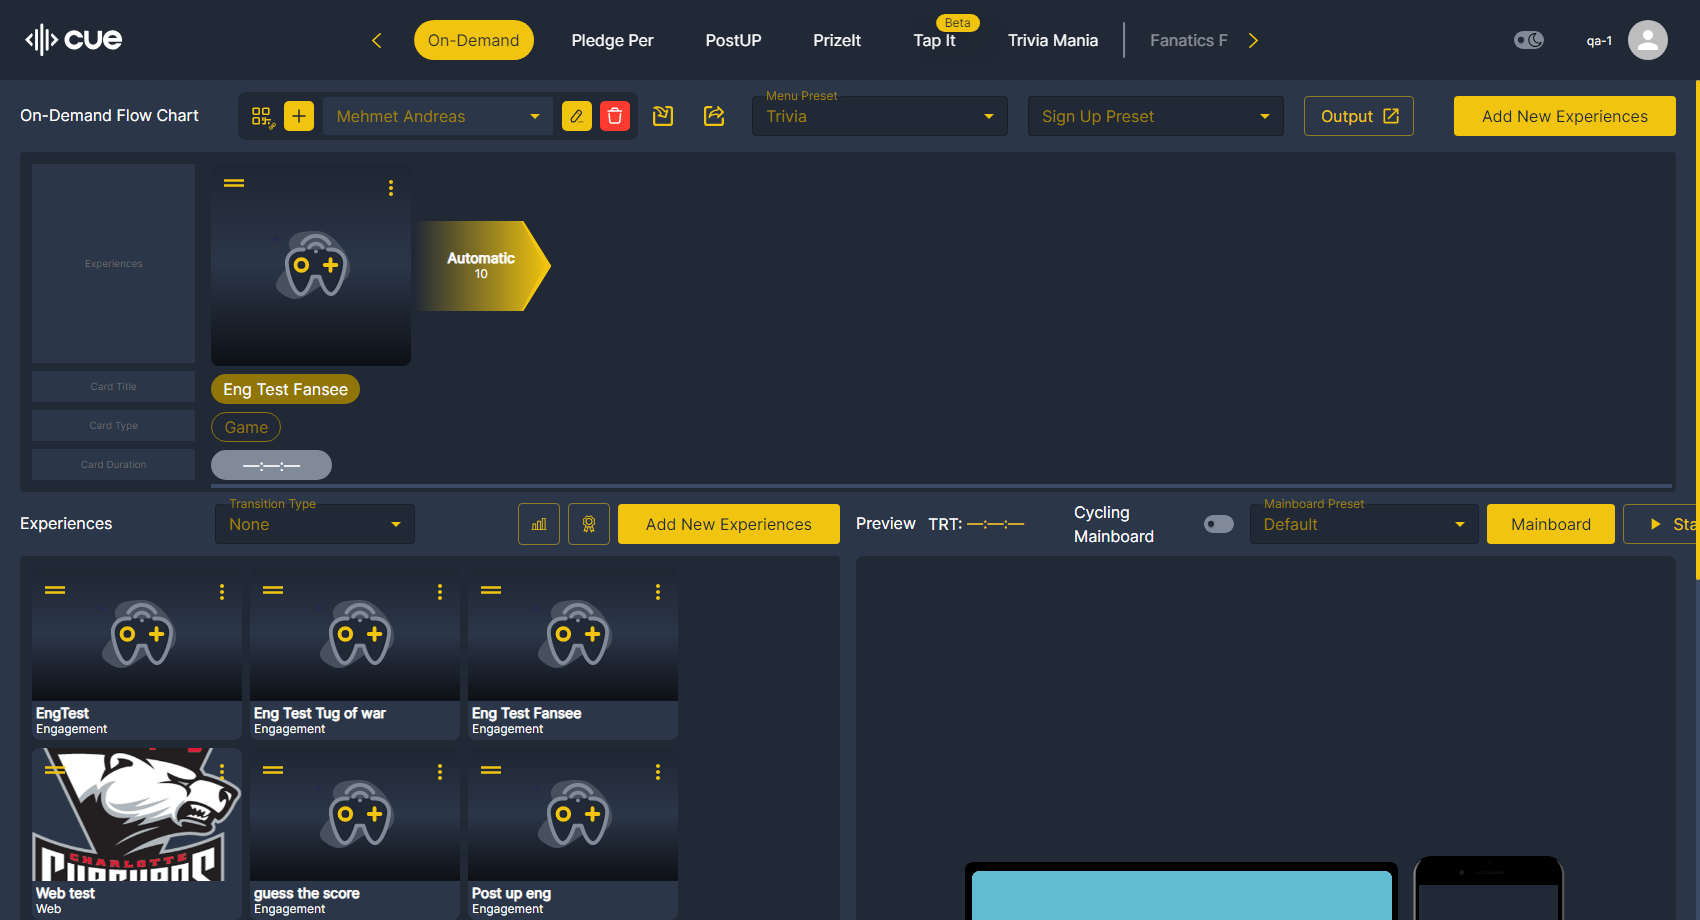 cue
On-Demand
Pledge Per
PostUP
PrizeIt
Tap It
Beta
Trivia Mania
Fanatics F
qa-1
On-Demand Flow Chart
Mehmet Andreas
Menu Preset
Trivia
Sign Up Preset
Output
Add New Experiences
Experiences
Automatic
10
Card Title
Eng Test Fansee
Card Type
Game
Card Duration
—:—:—
Experiences
Transition Type
None
Add New Experiences
Preview
TRT: —:—:—
Cycling
Mainboard
Mainboard Preset
Default
Mainboard
Sta
EngTest
Engagement
Eng Test Tug of war
Engagement
Eng Test Fansee
Engagement
CHARLOTTE
Web test
Web
guess the score
Engagement
Post up eng
Engagement